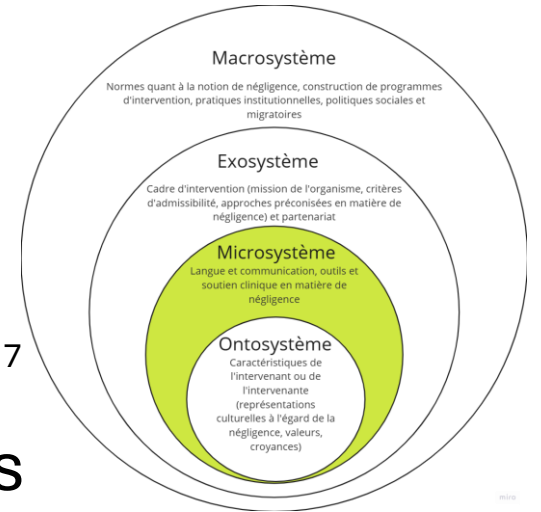 Macrosystème
Normes quant à la notion de négligence, construction de programmes
d'intervention, pratiques institutionnelles, politiques sociales et
migratoires
Exosystème
Cadre d'intervention (mission de l'organisme, critères
d'admissibilité, approches préconisées en matière de
négligence) et partenariat
Microsystème
Langue et communication, outils et
soutien clinique en matière de
négligence
Ontosystème
Caractéristiques de
l'intervenant ou de
l'intervenante
(représentations
culturelles à l'égard de la
négligence, valeurs,
croyances)
7
s
miro